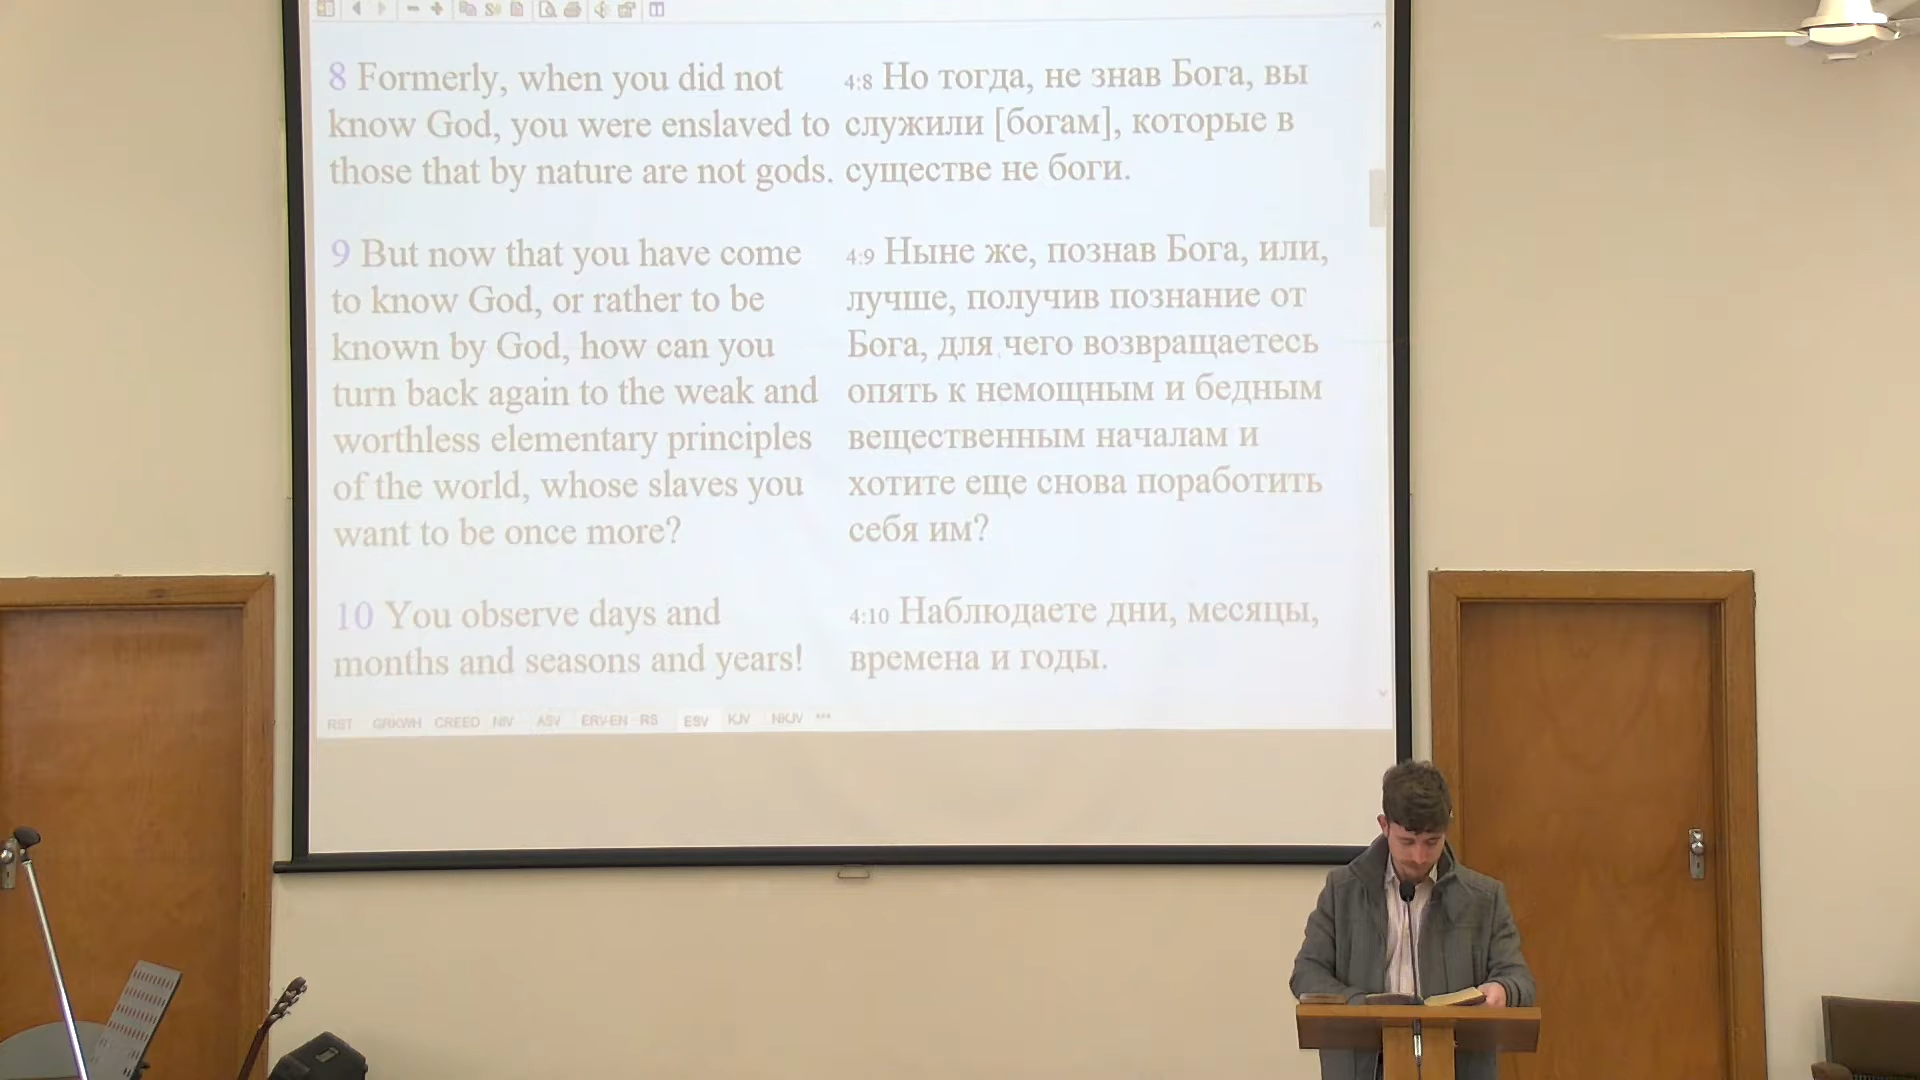 8 Formerly, when you did not
know God, you were enslaved to
those that by nature are not gods.
9 But now that you have come
to know God, or rather to be
known by God, how can you
turn back again to the weak and
worthless elementary principles
of the world, whose slaves you
want to be once more?
10 You observe days and
months and seasons and years!
4:8 Но тогда, не знав Бога, вы
служили [богам], которые в
существе не боги.
4:9 Ныне же, познав Бога, или,
лучше, получив познание от
Бога, для чего возвращаетесь
опять к немощным и бедным
вещественным началам и
хотите еще снова поработить
себя им?
4:10 Наблюдаете дни, месяцы,
времена и годы.
RST GRKWH CREED NIV ASV ERV-EN RS ESV KJV NKJV ***